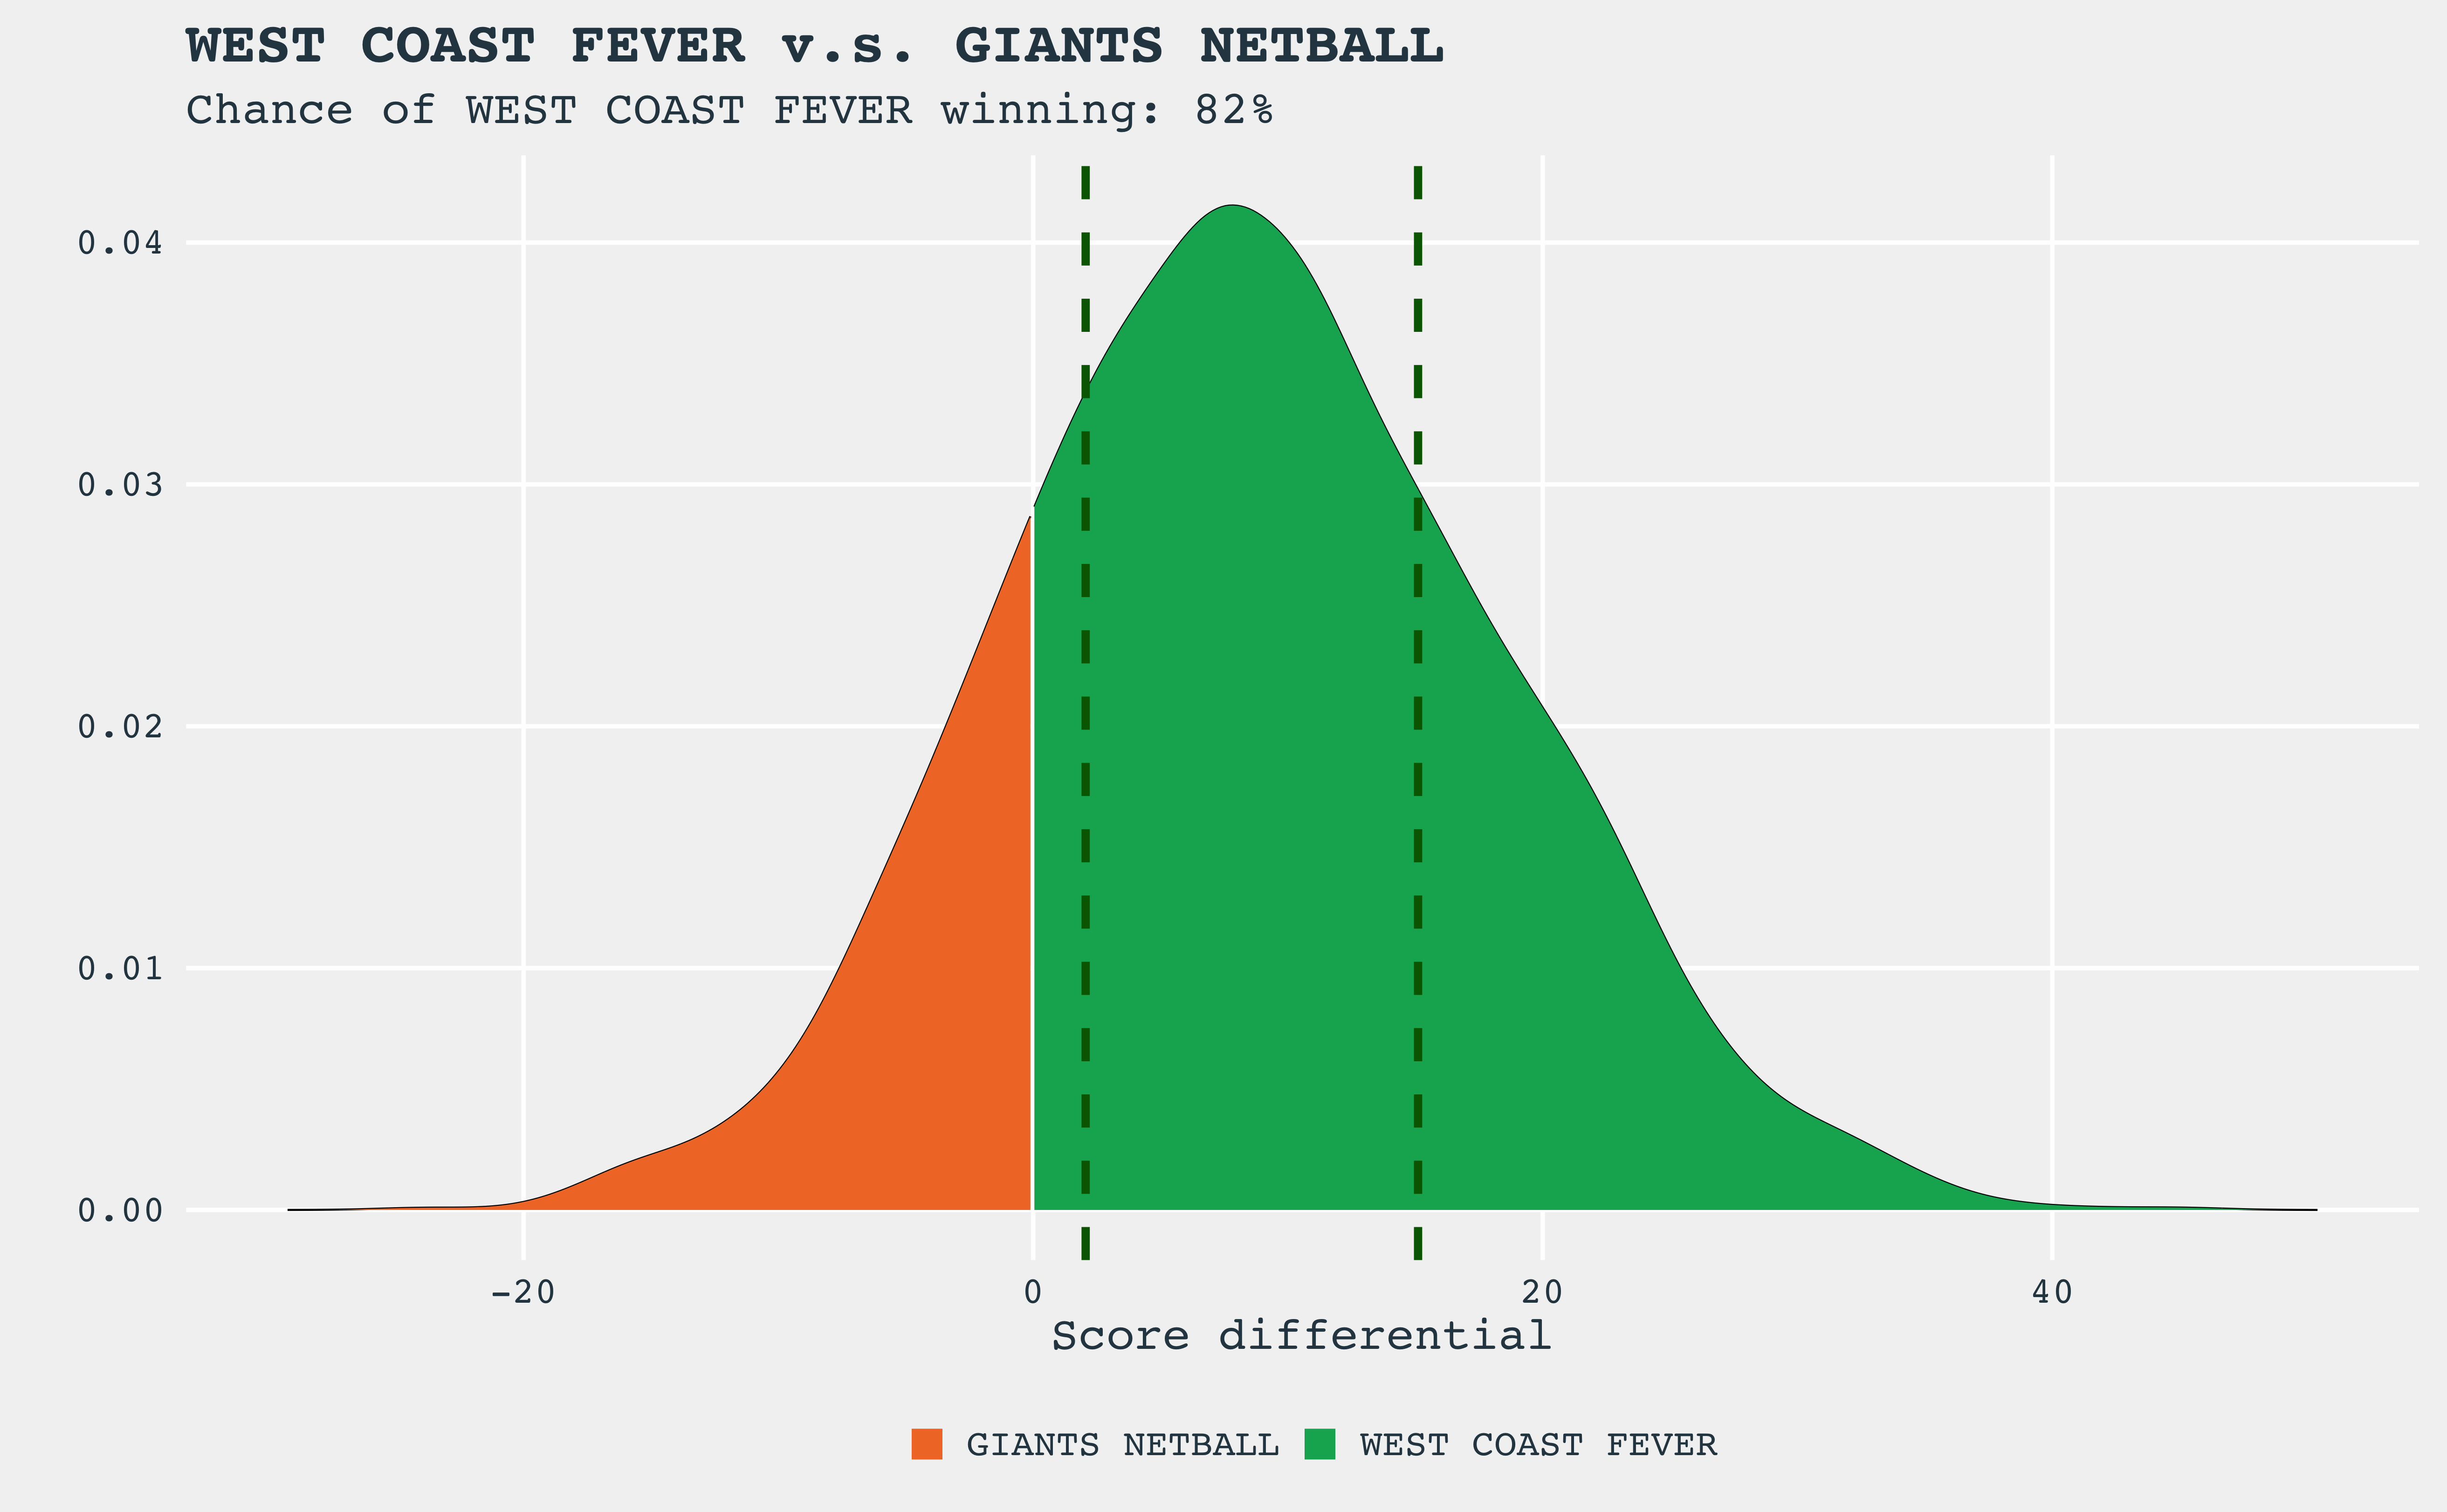 WEST COAST FEVER v.s. GIANTS NETBALL
Chance of WEST COAST FEVER winning: 82%
0.04
0.03
0.02
0.01
0.00
-20 0 20 40
Score differential
GIANTS NETBALL WEST COAST FEVER